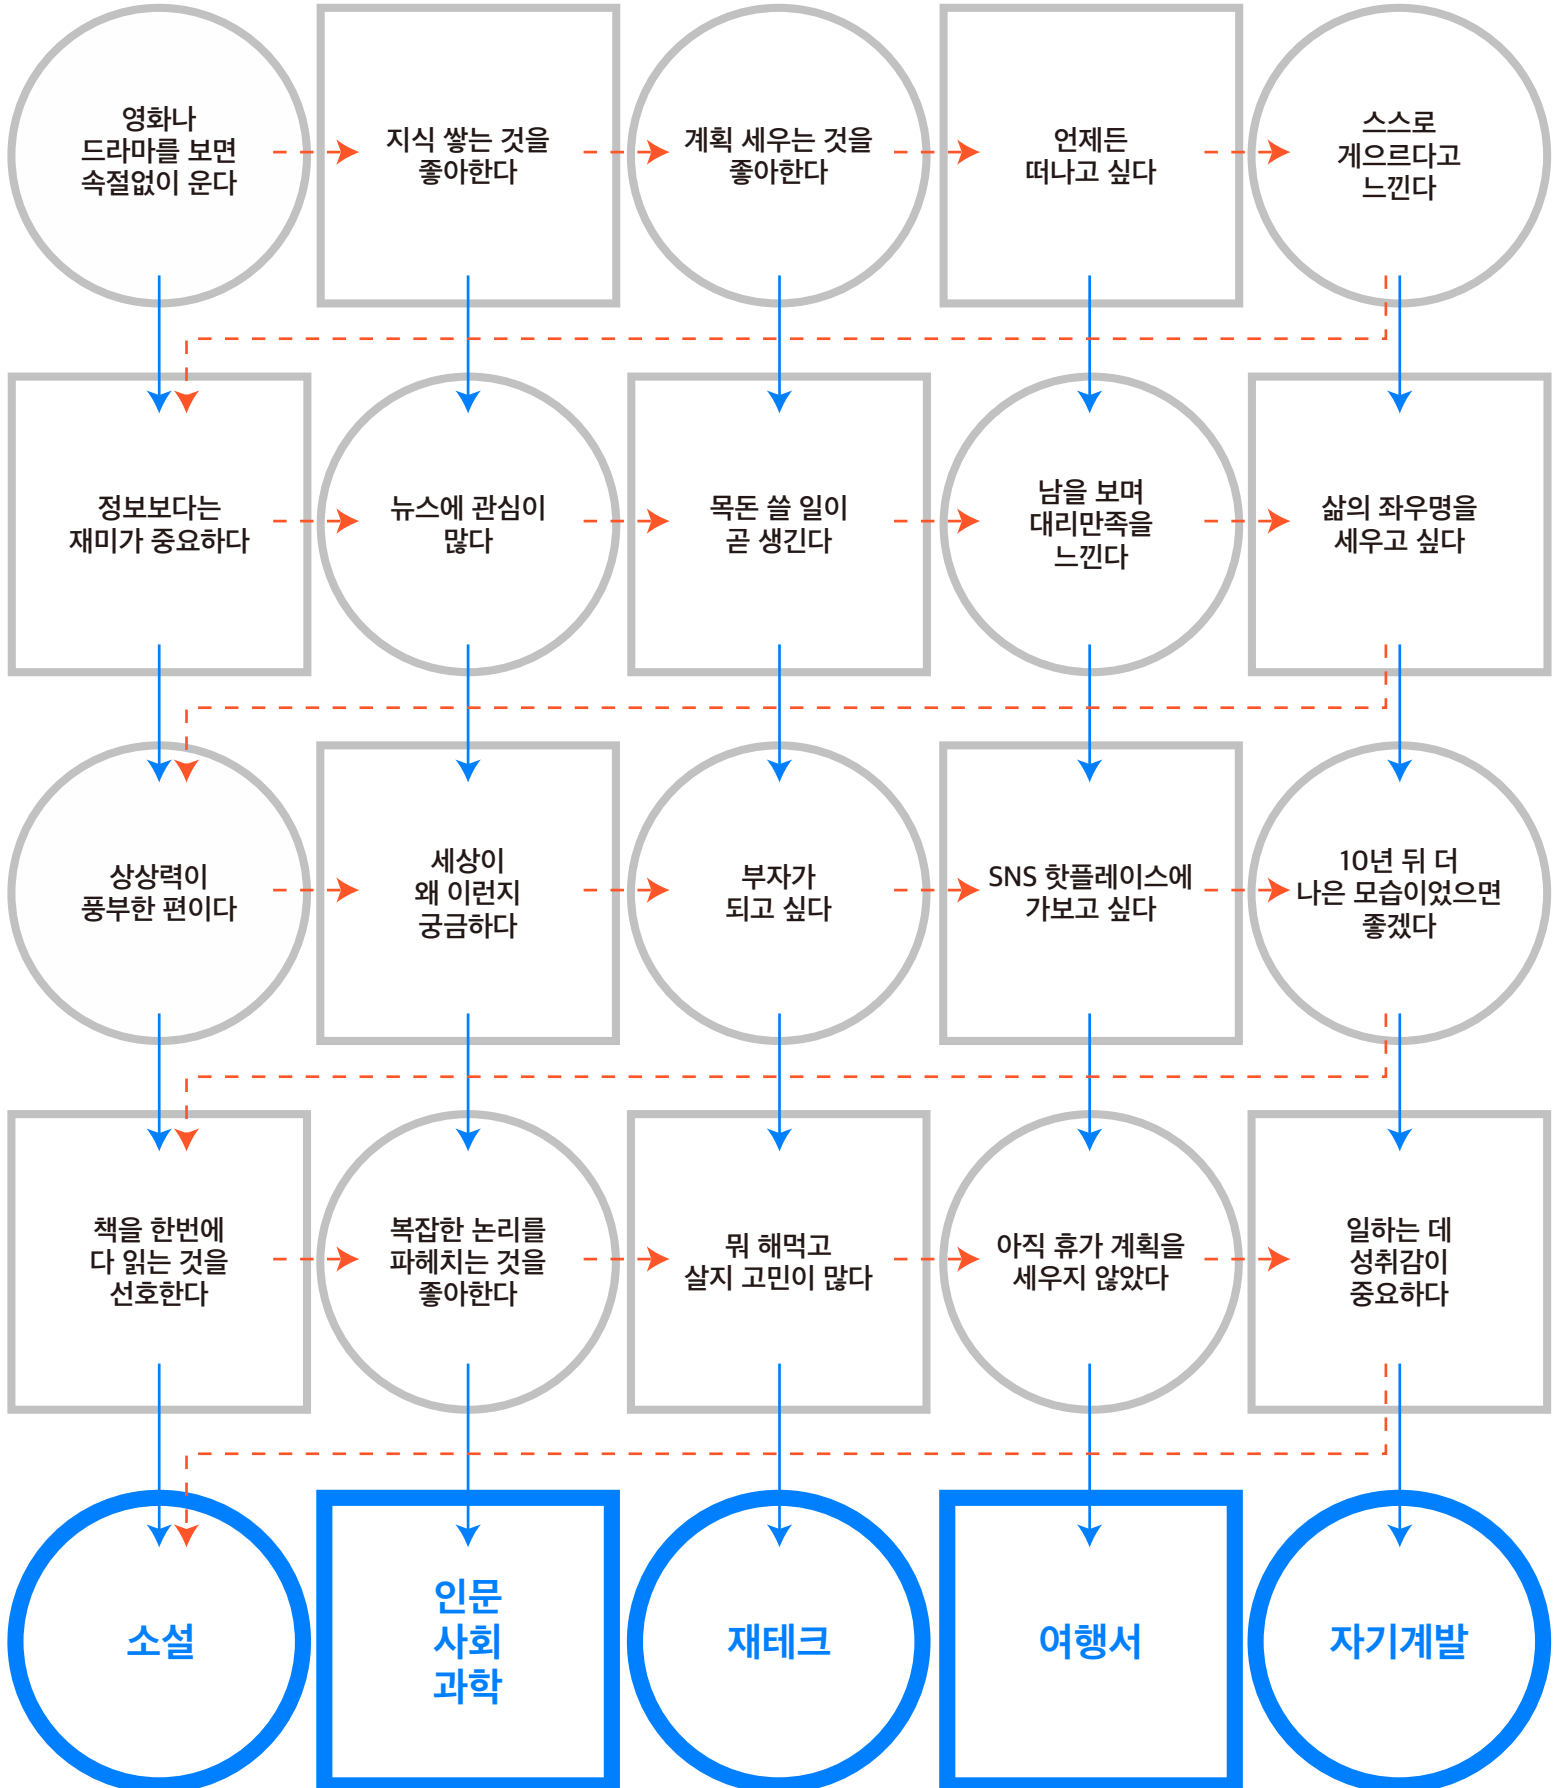 영화나
드라마를 보면
속절없이 운다
지식 쌓는 것을
좋아한다
계획 세우는 것을
좋아한다
언제든
떠나고 싶다
스스로
게으르다고
느낀다
정보보다는
재미가 중요하다
뉴스에 관심이
많다
목돈 쓸 일이
곧 생긴다
남을 보며
대리만족을
느낀다
삶의 좌우명을
세우고 싶다
상상력이
풍부한 편이다
세상이
왜 이런지
궁금하다
부자가
되고 싶다
SNS 핫플레이스에
가보고 싶다
10년 뒤 더
나은 모습이었으면
좋겠다
책을 한번에
다 읽는 것을
선호한다
복잡한 논리를
파헤치는 것을
좋아한다
뭐 해먹고
살지 고민이 많다
아직 휴가 계획을
세우지 않았다
일하는 데
성취감이
중요하다
소설
인문
사회
과학
재테크
여행서
자기계발